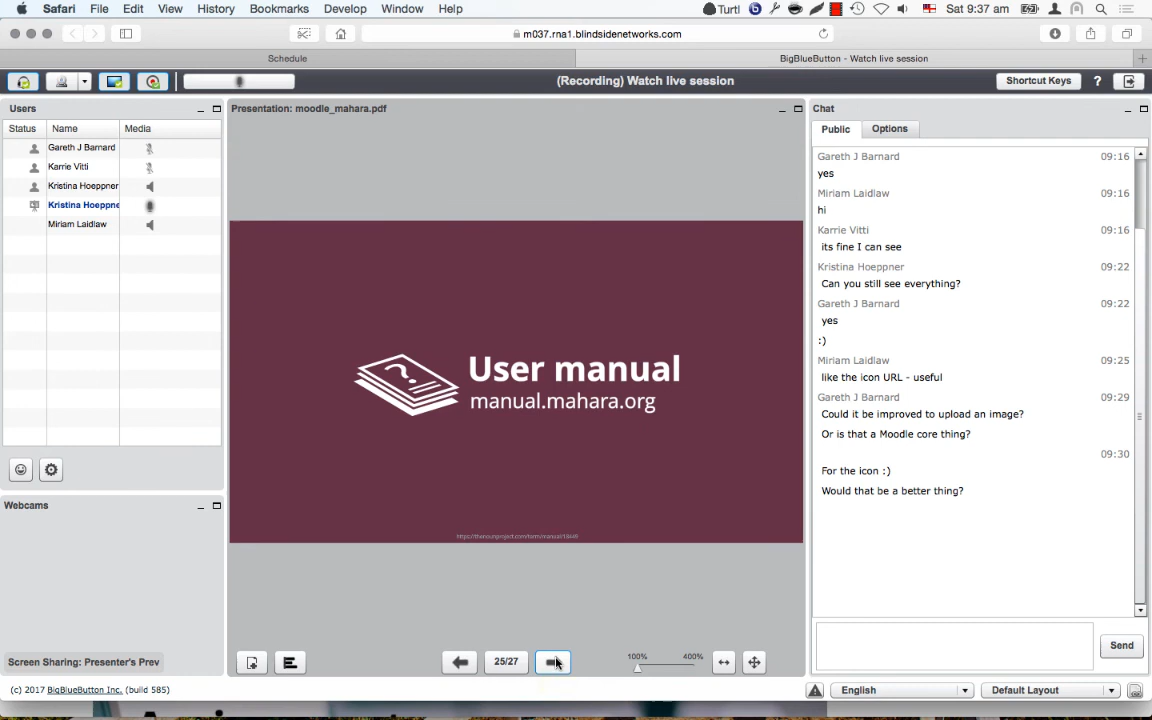 Safari File Edit View History Bookmarks Develop Window Help Turtl Sat 9:37 am
m037.rna1.blindsidenetworks.com
Schedule BigBlueButton - Watch live session
(Recording) Watch live session Shortcut Keys ?
Users
Status Name Media
Gareth J Barnard
Karrie Vitti
Kristina Hoeppner
Kristina Hoeppne
Miriam Laidlaw
Webcams
Screen Sharing: Presenter's Prev
Presentation: moodle_mahara.pdf
User manual
manual.mahara.org
25/27
100% 400%
Chat
Public Options
Gareth J Barnard 09:16
yes
Miriam Laidlaw 09:16
hi
Karrie Vitti 09:16
its fine I can see
Kristina Hoeppner 09:22
Can you still see everything?
Gareth J Barnard 09:22
yes
:)
Miriam Laidlaw 09:25
like the icon URL - useful
Gareth J Barnard 09:29
Could it be improved to upload an image?
Or is that a Moodle core thing?
09:30
For the icon :)
Would that be a better thing?
Send
(c) 2017 BigBlueButton Inc. (build 585) English Default Layout